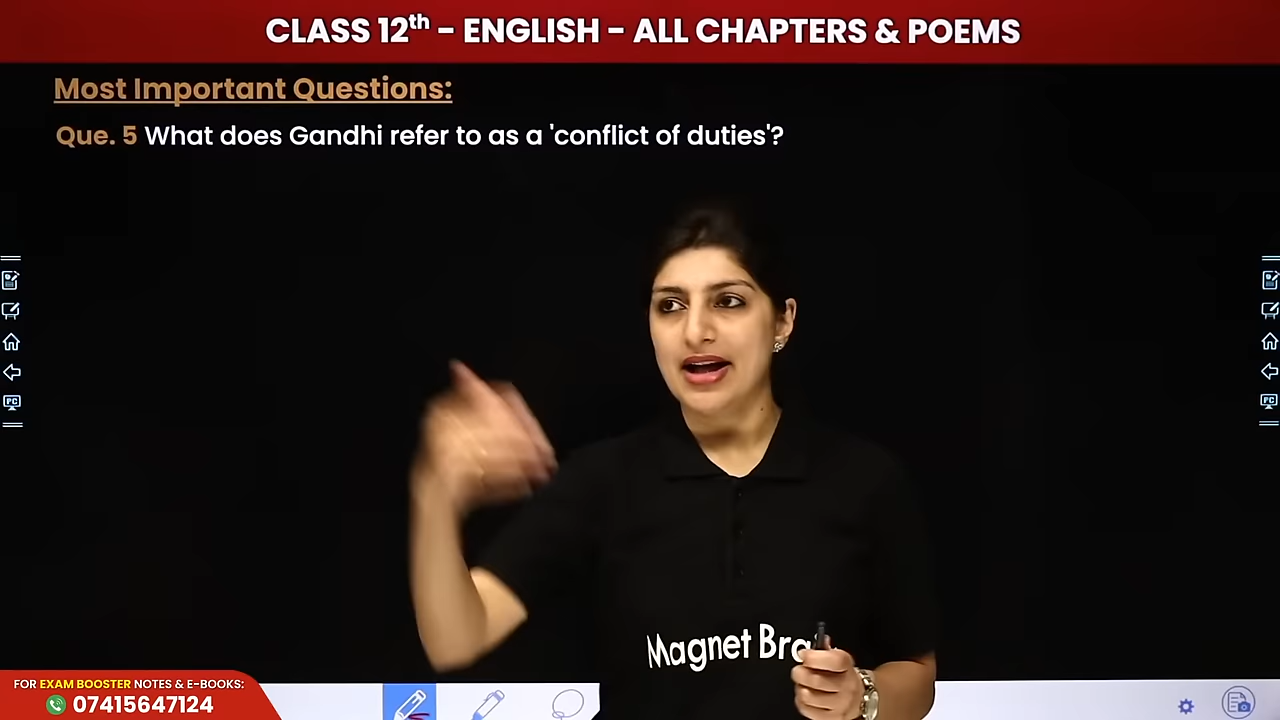 CLASS 12th - ENGLISH - ALL CHAPTERS & POEMS
Most Important Questions:
Que. 5 What does Gandhi refer to as a 'conflict of duties'?
Magnet
FOR EXAM BOOSTER NOTES & E-BOOKS:
07415647124